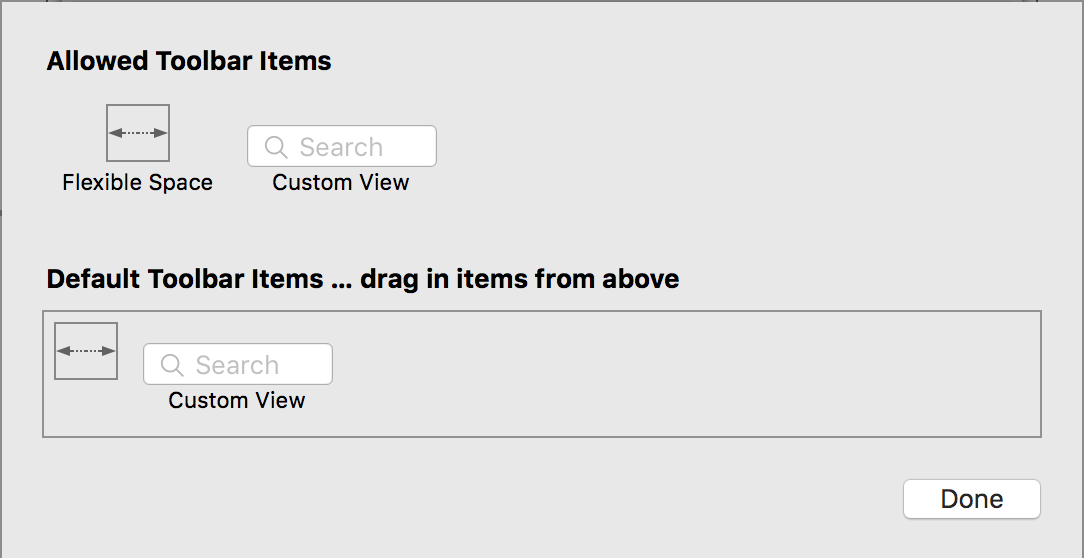 Allowed Toolbar Items
Search
Flexible Space
Custom View
Default Toolbar Items ... drag in items from above
Search
Custom View
Done